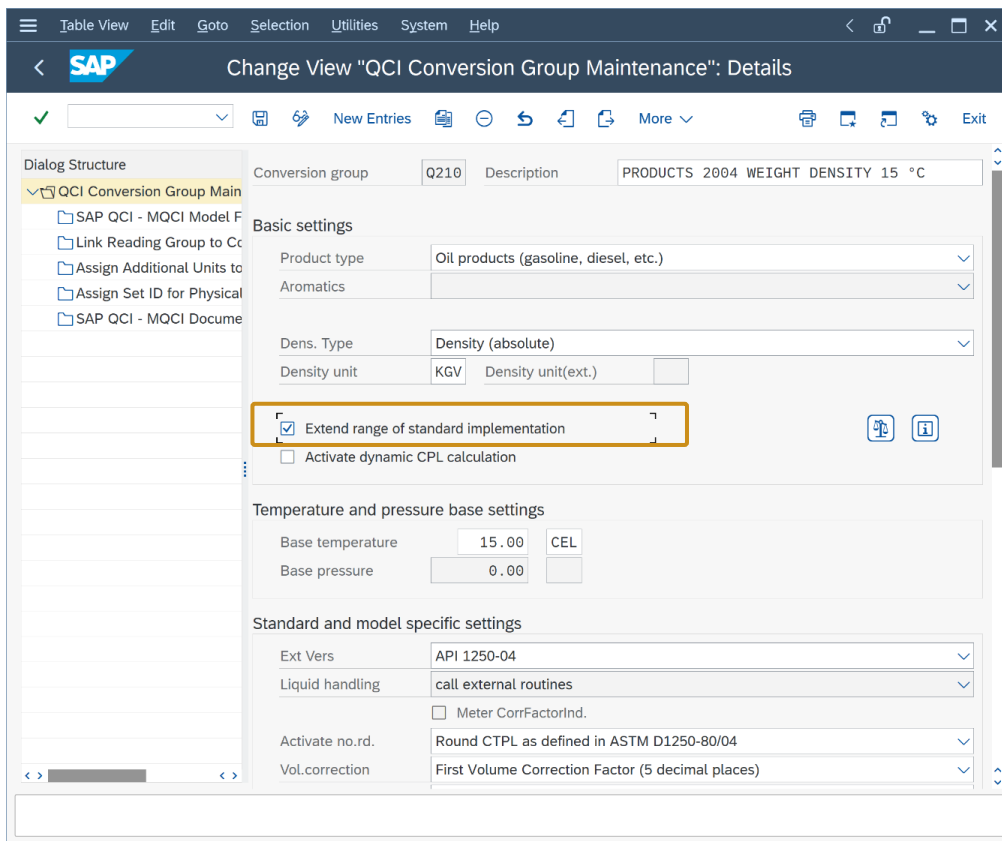 Table View Edit Goto Selection Utilities System Help
SAP Change View "QCI Conversion Group Maintenance": Details
New Entries More Exit
Dialog Structure
QCI Conversion Group Main
SAP QCI - MQCI Model F
Link Reading Group to Co
Assign Additional Units to
Assign Set ID for Physical
SAP QCI - MQCI Docume
Conversion group Q210 Description PRODUCTS 2004 WEIGHT DENSITY 15 °C
Basic settings
Product type Oil products (gasoline, diesel, etc.)
Aromatics
Dens. Type Density (absolute)
Density unit KGV Density unit(ext.)
Extend range of standard implementation
Activate dynamic CPL calculation
Temperature and pressure base settings
Base temperature 15.00 CEL
Base pressure 0.00
Standard and model specific settings
Ext Vers API 1250-04
Liquid handling call external routines
Meter CorrFactorInd.
Activate no.rd. Round CTPL as defined in ASTM D1250-80/04
Vol.correction First Volume Correction Factor (5 decimal places)